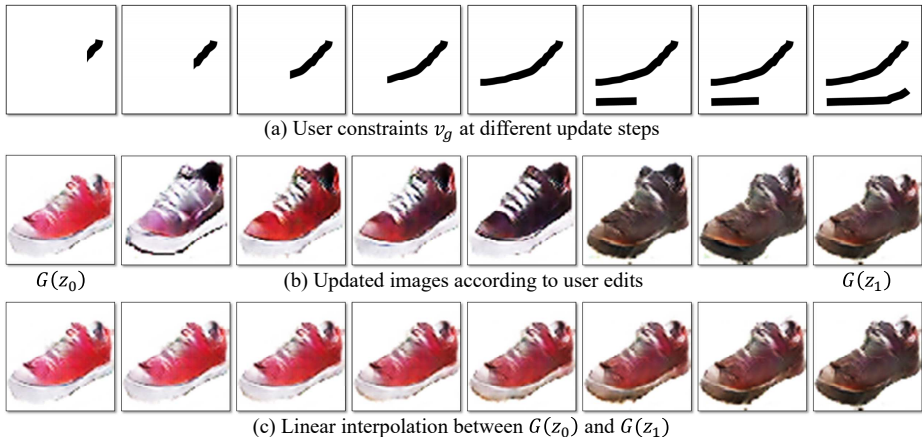 (a) User constraints v_g at different update steps
G(z_0) (b) Updated images according to user edits G(z_1)
(c) Linear interpolation between G(z_0) and G(z_1)